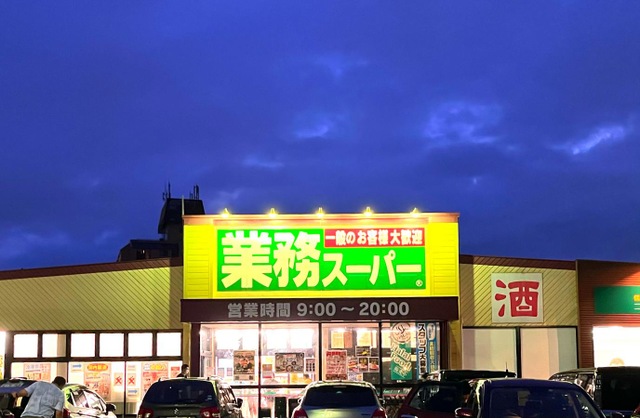 一般のお客様大歓迎
業務スーパー®
営業時間 9:00～20:00
酒